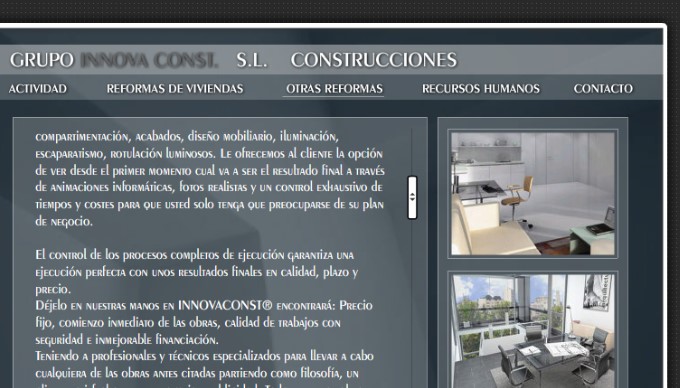 GRUPO INNOVA CONST. S.L. CONSTRUCCIONES
ACTIVIDAD REFORMAS DE VIVIENDAS OTRAS REFORMAS RECURSOS HUMANOS CONTACTO
compartimentación, acabados, diseño mobiliario, iluminación,
escaparatismo, rotulación luminosos. Le ofrecemos al cliente la opción
de ver desde el primer momento cual va a ser el resultado final a través
de animaciones informáticas, fotos realistas y un control exhaustivo de
tiempos y costes para que usted solo tenga que preocuparse de su plan
de negocio.
El control de los procesos completos de ejecución garantiza una
ejecución perfecta con unos resultados finales en calidad, plazo y
precio.
Déjelo en nuestras manos en INNOVACONST® encontrará: Precio
fijo, comienzo inmediato de las obras, calidad de trabajos con
seguridad e inmejorable financiación.
Teniendo a profesionales y técnicos especializados para llevar a cabo
cualquiera de las obras antes citadas partiendo como filosofía, un